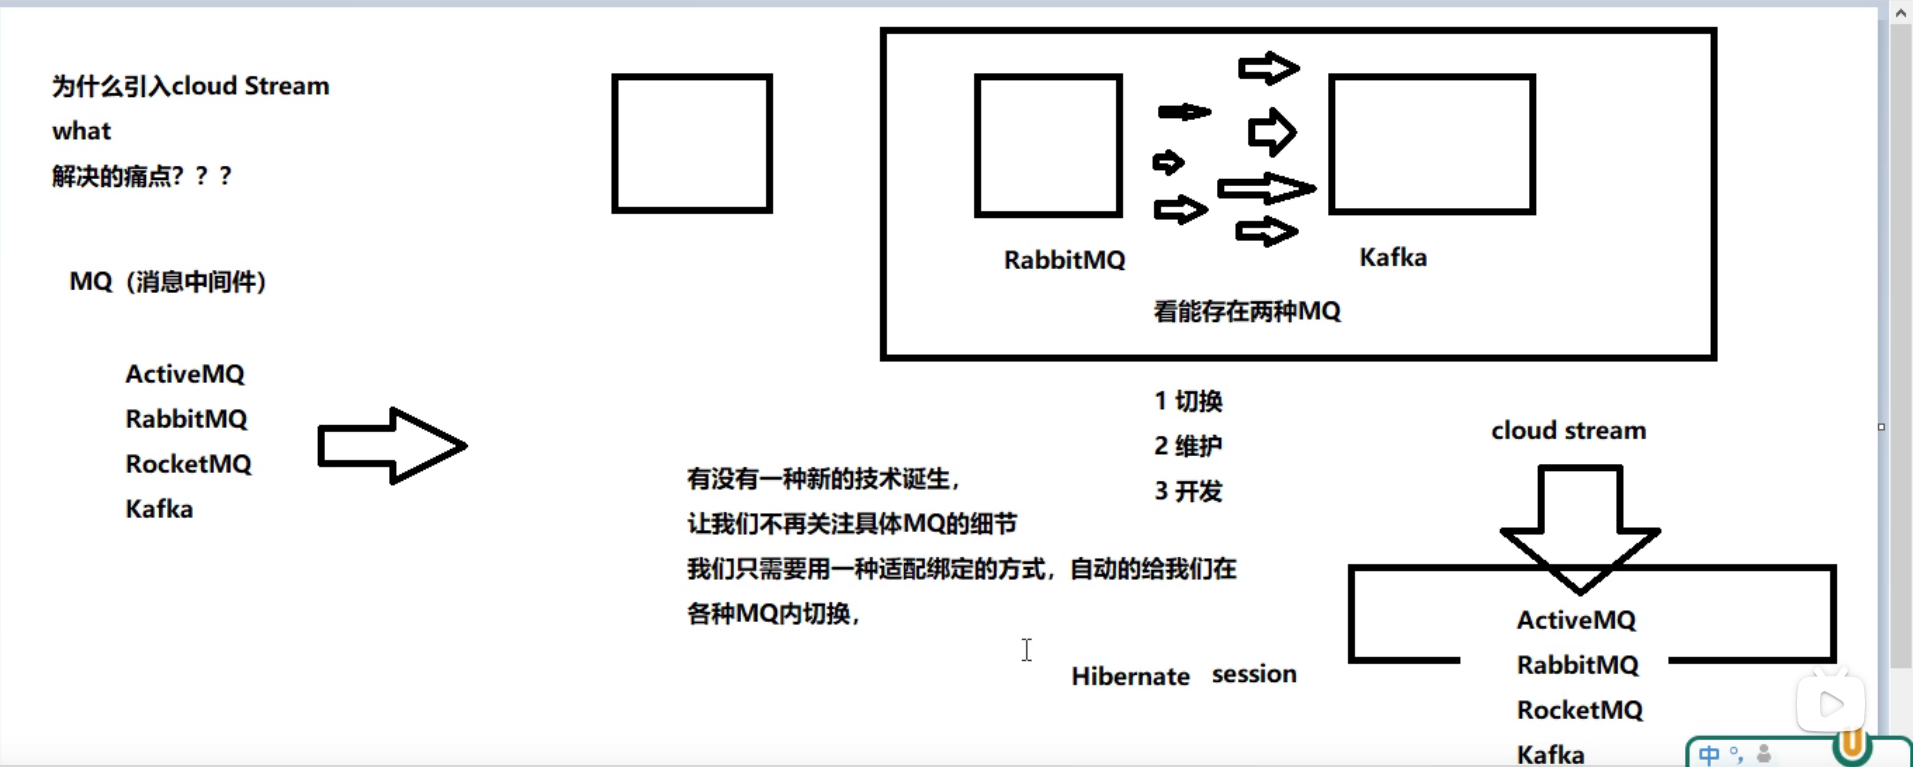 为什么引入cloud Stream
what
解决的痛点？？？
MQ（消息中间件）
ActiveMQ
RabbitMQ
RocketMQ
Kafka
RabbitMQ
Kafka
看能存在两种MQ
1 切换
2 维护
3 开发
有没有一种新的技术诞生，
让我们不再关注具体MQ的细节
我们只需要用一种适配绑定的方式，自动的给我们在
各种MQ内切换，
Hibernate session
cloud stream
ActiveMQ
RabbitMQ
RocketMQ
Kafka
中